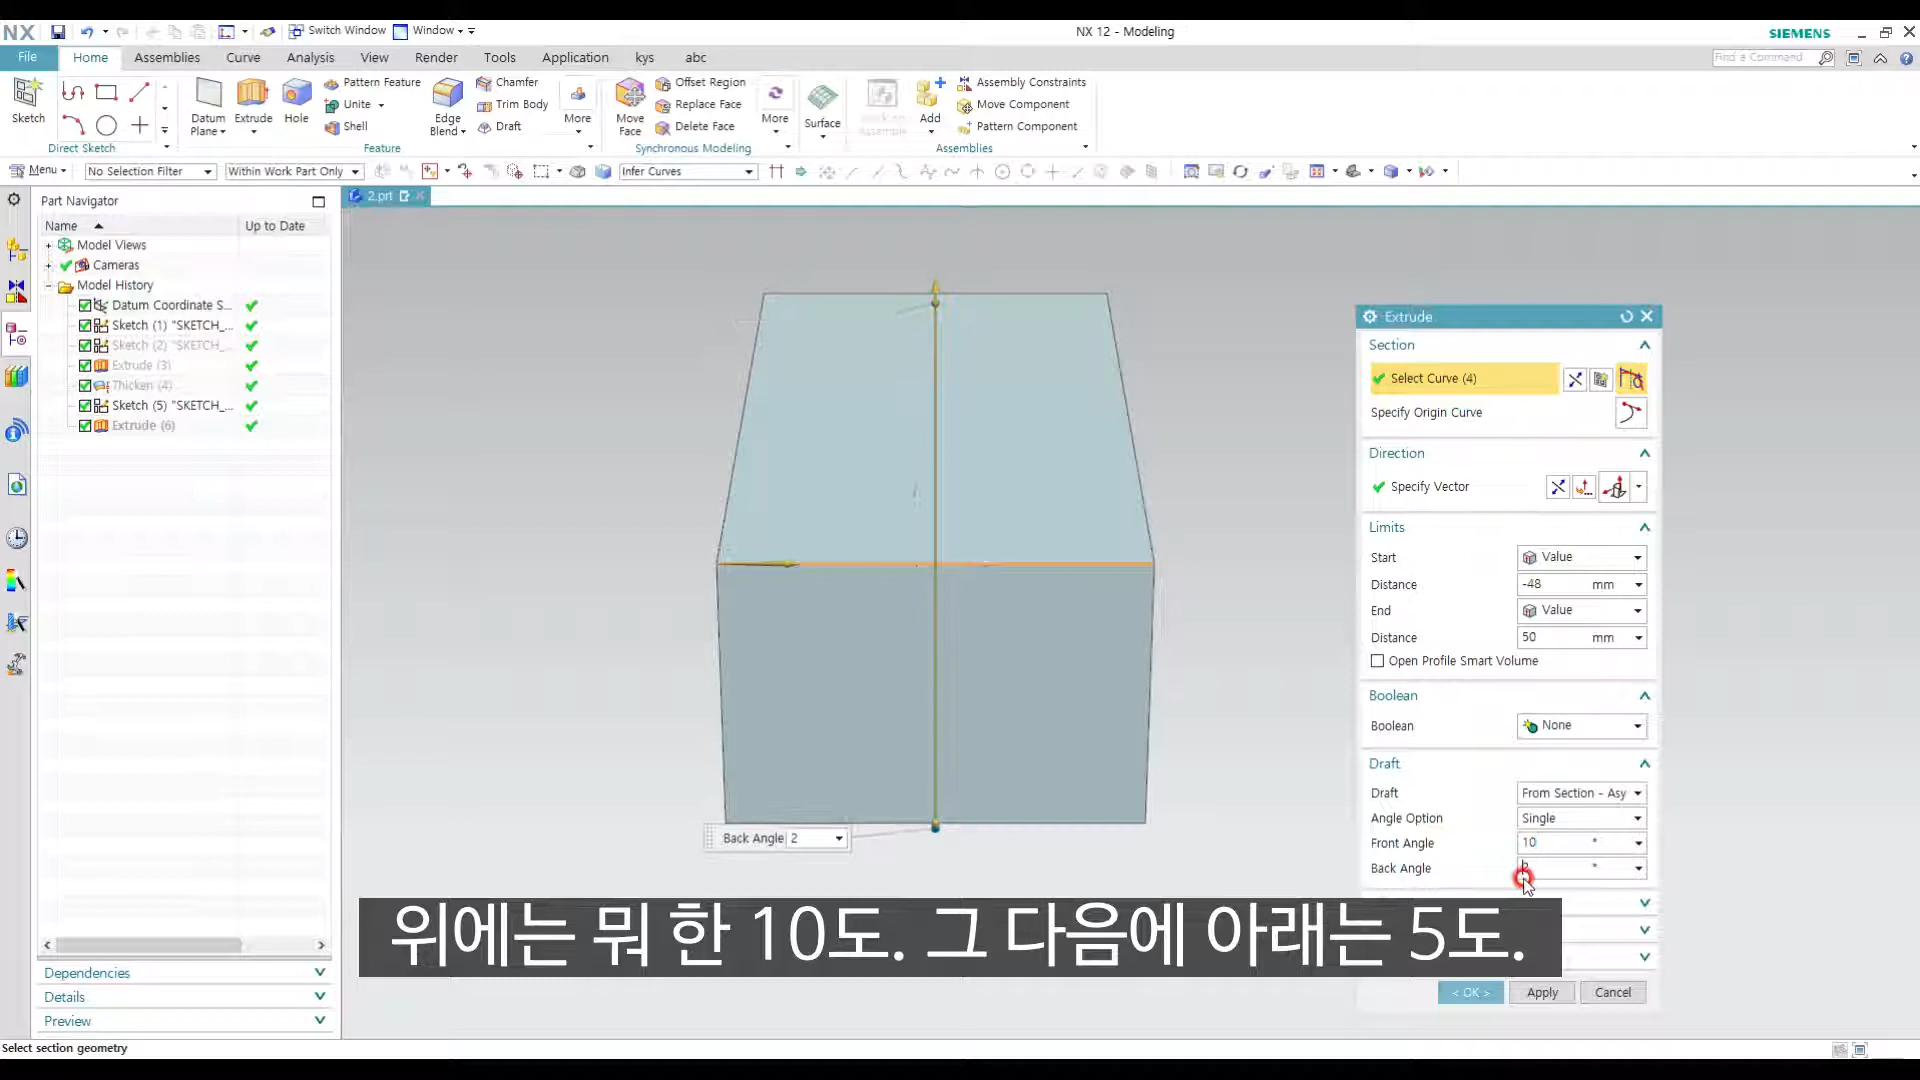 NX
Switch Window
Window
NX 12 - Modeling
SIEMENS
File
Home
Assemblies
Curve
Analysis
View
Render
Tools
Application
kys
abc
Find a Command
Sketch
Direct Sketch
Datum Plane
Extrude
Hole
Pattern Feature
Unite
Shell
Edge Blend
Chamfer
Trim Body
Draft
More
Feature
Move Face
Offset Region
Replace Face
Delete Face
More
Synchronous Modeling
Surface
Add
Assembly Constraints
Move Component
Pattern Component
Assemblies
Menu
No Selection Filter
Within Work Part Only
Infer Curves
Part Navigator
2.prt
Name
Up to Date
Model Views
Cameras
Model History
Datum Coordinate S...
Sketch (1) "SKETCH_...
Sketch (2) "SKETCH_...
Extrude (3)
Thicken (4)
Sketch (5) "SKETCH_...
Extrude (6)
Dependencies
Details
Preview
Select section geometry
Back Angle 2
Extrude
Section
Select Curve (4)
Specify Origin Curve
Direction
Specify Vector
Limits
Start Value
Distance -48 mm
End Value
Distance 50 mm
Open Profile Smart Volume
Boolean
Boolean None
Draft
Draft From Section - Asy
Angle Option Single
Front Angle 10 °
Back Angle °
< OK > Apply Cancel
위에는 뭐 한 10도. 그 다음에 아래는 5도.